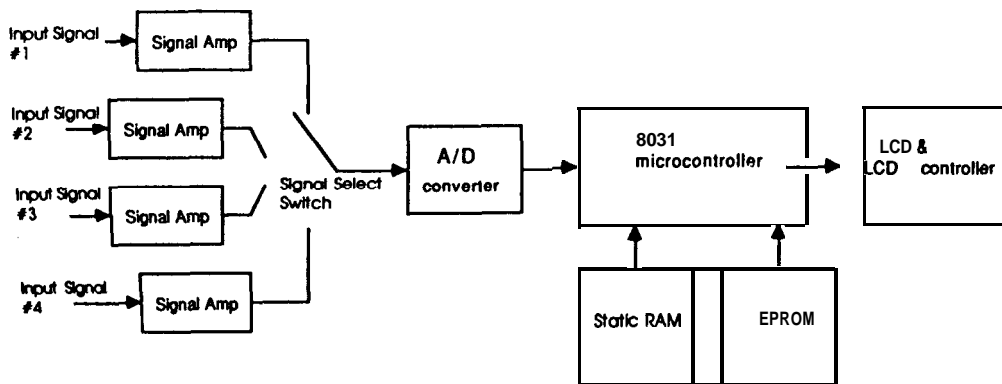 Input Signal
#1
Signal Amp
Input Signal
#2
Signal Amp
Input Signal
#3
Signal Amp
Input Signal
#4
Signal Amp
Signal Select
Switch
A/D
converter
8031
microcontroller
LCD &
LCD controller
Static RAM
EPROM